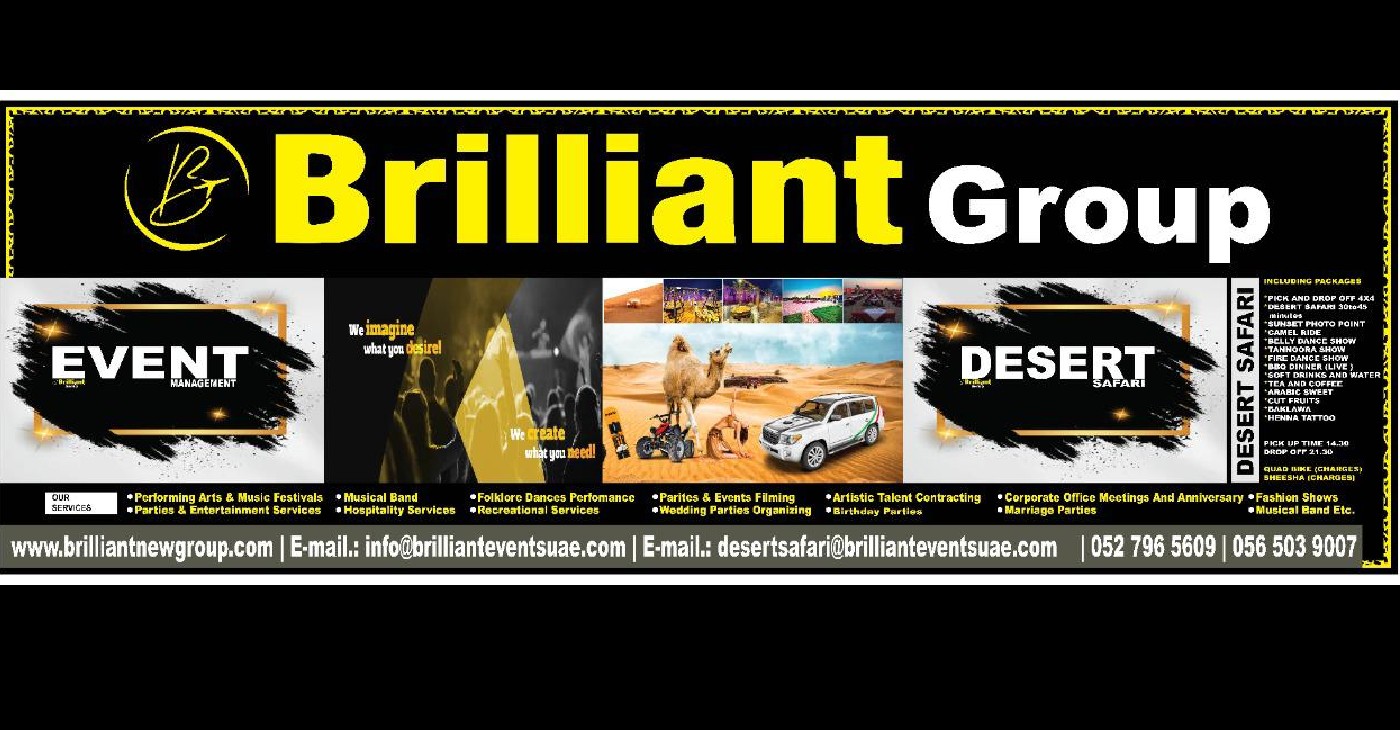 Brilliant Group
EVENT
MANAGEMENT
Brilliant
We imagine
what you desire!
We create
what you need!
DESERT
SAFARI
Brilliant
DESERT SAFARI
INCLUDING PACKAGES
*PICK AND DROP OFF 4X4
*DESERT SAFARI 30to45
minutes
*SUNSET PHOTO POINT
*CAMEL RIDE
*BELLY DANCE SHOW
*TANNOORA SHOW
*FIRE DANCE SHOW
*BBQ DINNER (LIVE )
*SOFT DRINKS AND WATER
*TEA AND COFFEE
*ARABIC SWEET
*CUT FRUITS
*BAKLAWA
*HENNA TATTOO
PICK UP TIME 14.30
DROP OFF 21.30
QUAD BIKE (CHARGES)
SHEESHA (CHARGES)
OUR
SERVICES
•Performing Arts & Music Festivals •Musical Band •Folklore Dances Perfomance •Parites & Events Filming •Artistic Talent Contracting •Corporate Office Meetings And Anniversary •Fashion Shows
•Parties & Entertainment Services •Hospitality Services •Recreational Services •Wedding Parties Organizing •Birthday Parties •Marriage Parties •Musical Band Etc.
www.brilliantnewgroup.com | E-mail.: info@brillianteventsuae.com | E-mail.: desertsafari@brillianteventsuae.com | 052 796 5609 | 056 503 9007